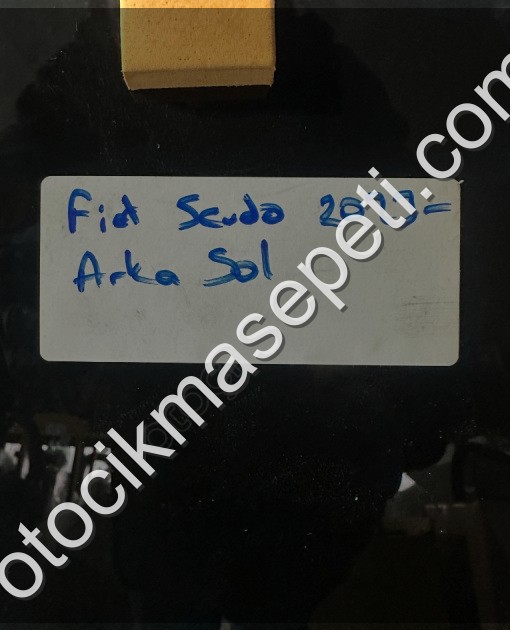 Fiat Scudo
Arka Sol
otocikmasepeti.com